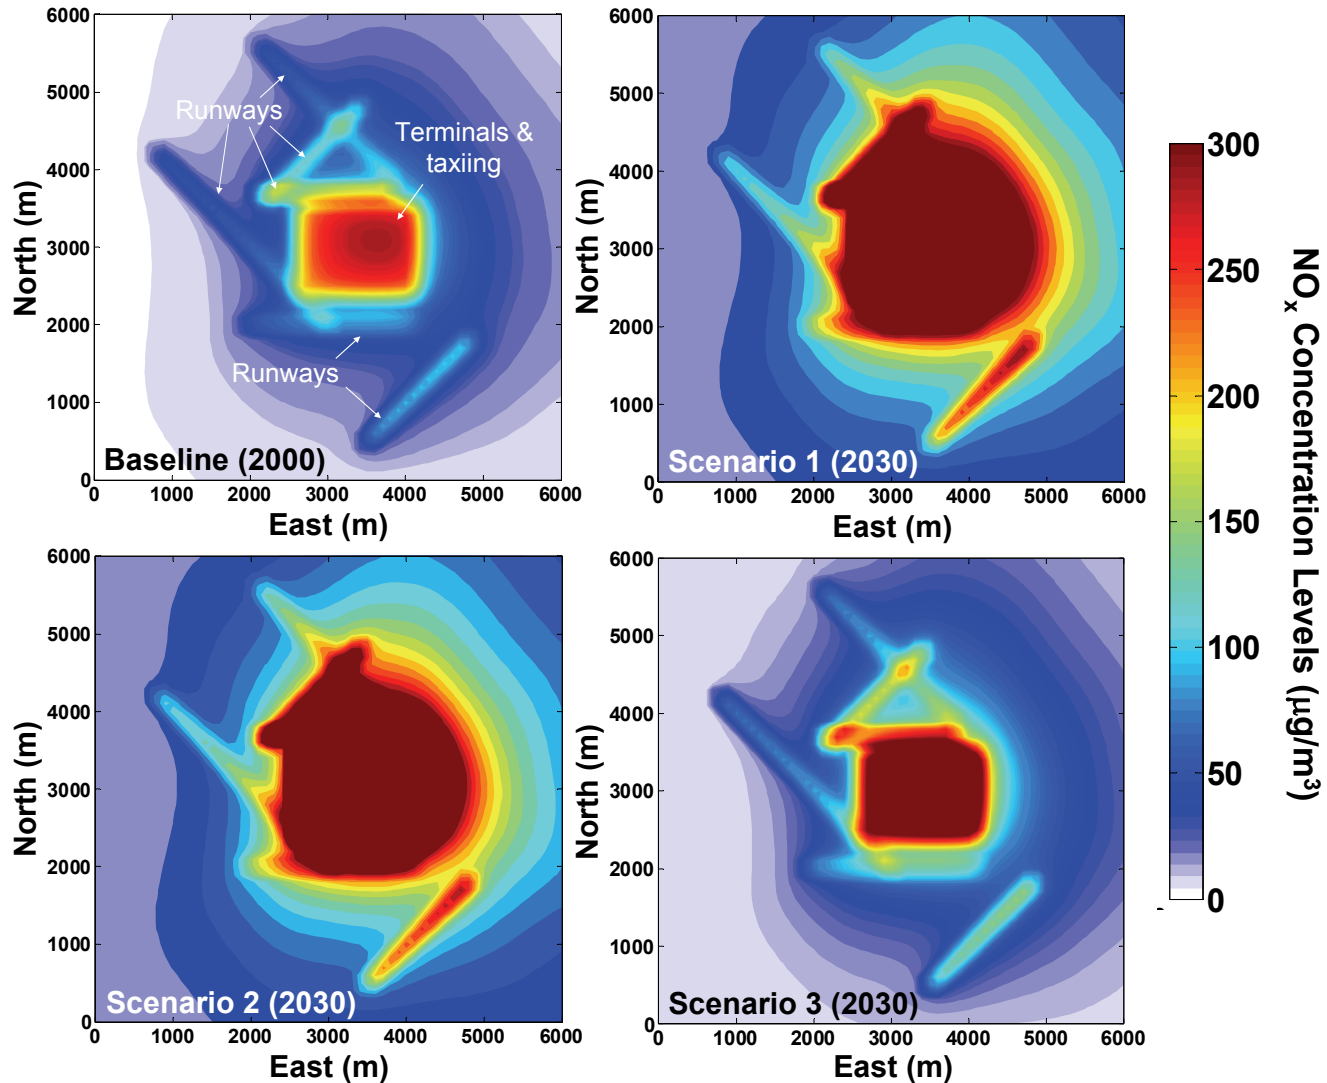 6000
5000
4000
3000
2000
1000
0
North (m)
Runways
Terminals &
taxiing
Runways
Baseline (2000)
0 1000 2000 3000 4000 5000 6000
East (m)
6000
5000
4000
3000
2000
1000
0
North (m)
Scenario 1 (2030)
0 1000 2000 3000 4000 5000 6000
East (m)
6000
5000
4000
3000
2000
1000
0
North (m)
Scenario 2 (2030)
0 1000 2000 3000 4000 5000 6000
East (m)
6000
5000
4000
3000
2000
1000
0
North (m)
Scenario 3 (2030)
0 1000 2000 3000 4000 5000 6000
East (m)
300
250
200
150
100
50
0
NOx Concentration Levels (μg/m³)